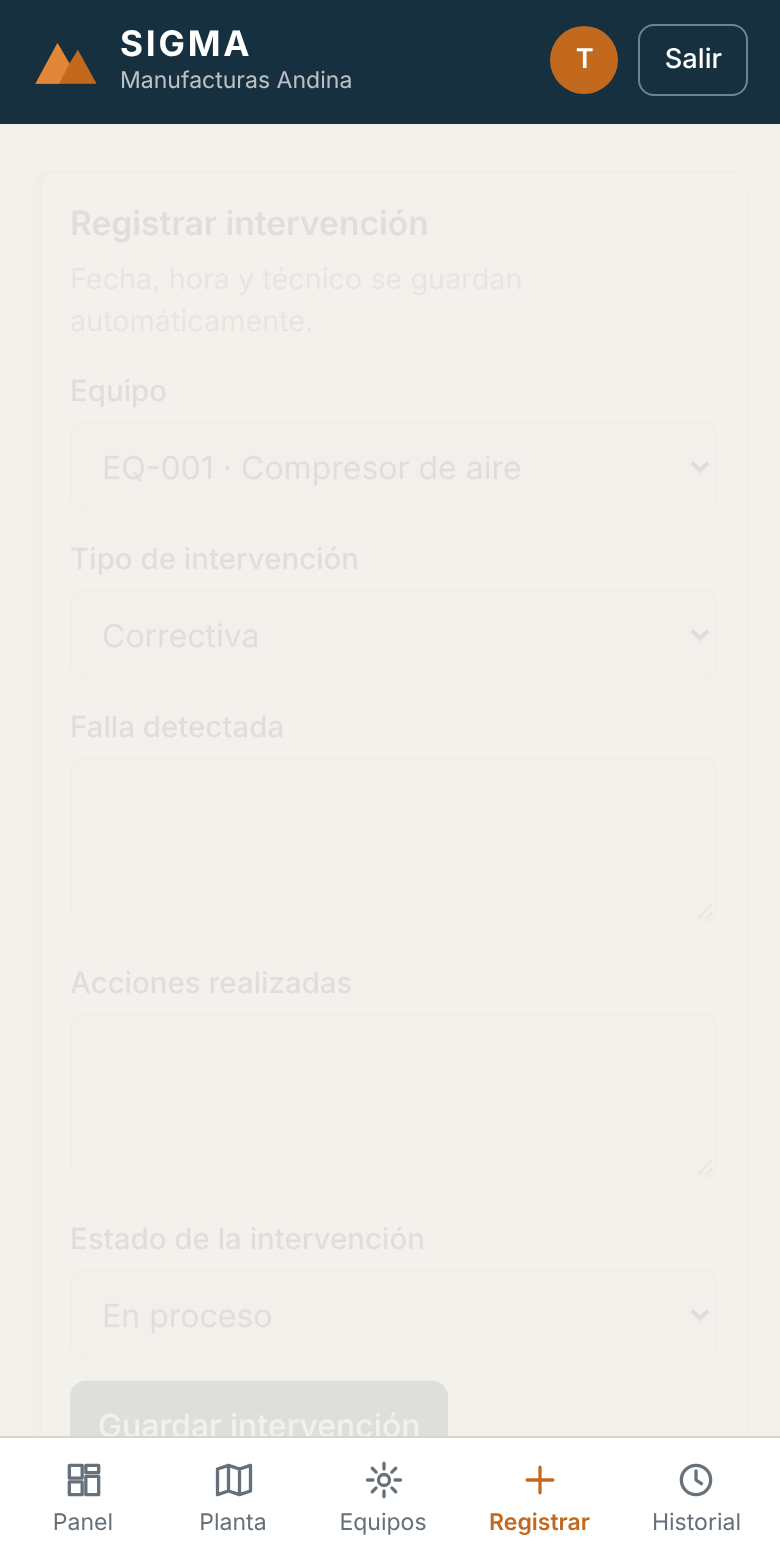 SIGMA
Manufacturas Andina
T
Salir
Registrar intervención
Fecha, hora y técnico se guardan
automáticamente.
Equipo
EQ-001 · Compresor de aire
Tipo de intervención
Correctiva
Falla detectada
Acciones realizadas
Estado de la intervención
En proceso
Guardar intervención
Panel
Planta
Equipos
Registrar
Historial